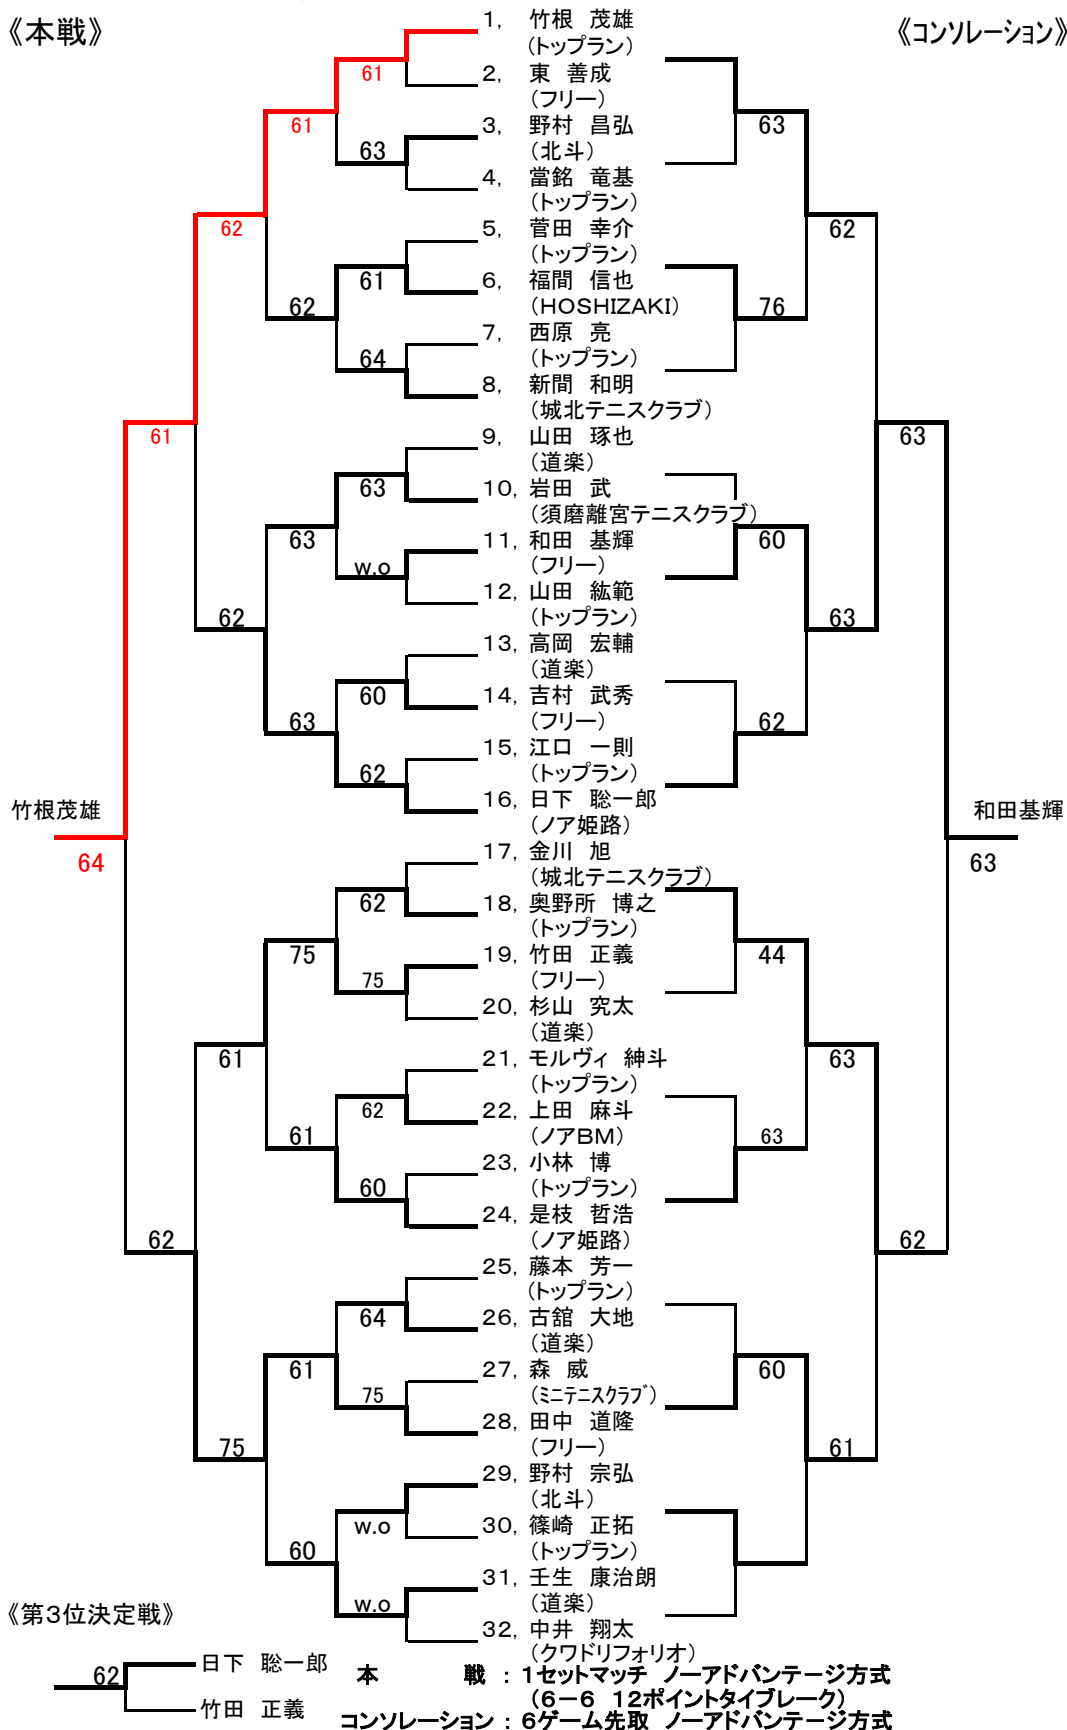 《本戦》
《コンソレーション》
1, 竹根 茂雄
(トップラン)
61
2, 東 善成
(フリー)
61
3, 野村 昌弘
63
63
(北斗)
4, 當銘 竜基
(トップラン)
62
5, 菅田 幸介
62
(トップラン)
61
6, 福間 信也
62
(HOSHIZAKI)
76
7, 西原 亮
64
(トップラン)
8, 新間 和明
(城北テニスクラブ)
61
9, 山田 琢也
63
(道楽)
63
10, 岩田 武
(須磨離宮テニスクラブ)
63
11, 和田 基輝
60
w.o
(フリー)
12, 山田 紘範
(トップラン)
62
63
13, 高岡 宏輔
(道楽)
60
14, 吉村 武秀
63
(フリー)
62
15, 江口 一則
62
(トップラン)
竹根茂雄
16, 日下 聡一郎
和田基輝
(ノア姫路)
64
17, 金川 旭
63
(城北テニスクラブ)
62
18, 奥野所 博之
(トップラン)
75
19, 竹田 正義
44
75
(フリー)
20, 杉山 究太
(道楽)
61
21, モルヴィ 紳斗
63
(トップラン)
62
22, 上田 麻斗
61
(ノアBM)
63
23, 小林 博
60
(トップラン)
24, 是枝 哲浩
62
(ノア姫路)
62
25, 藤本 芳一
(トップラン)
64
26, 古舘 大地
(道楽)
61
27, 森 威
60
75
(ミニテニスクラブ)
28, 田中 道隆
75
(フリー)
61
29, 野村 宗弘
(北斗)
w.o
30, 篠崎 正拓
60
(トップラン)
31, 壬生 康治朗
w.o
(道楽)
《第3位決定戦》
32, 中井 翔太
(クワドリフォリオ)
日下 聡一郎
62
竹田 正義
本 戦 : 1セットマッチ ノーアドバンテージ方式
(6-6 12ポイントタイブレーク)
コンソレーション : 6ゲーム先取 ノーアドバンテージ方式